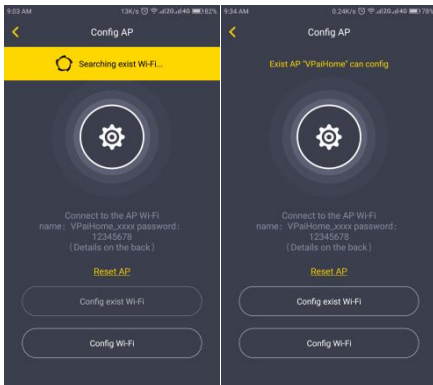 9:03 AM
13K/s
82%
Config AP
Searching exist Wi-Fi...
Connect to the AP Wi-Fi
name: VPaiHome_xxxx password:
12345678
(Details on the back)
Reset AP
Config exist Wi-Fi
Config Wi-Fi
9:34 AM
0.24K/s
78%
Config AP
Exist AP "VPaiHome" can config
Connect to the AP Wi-Fi
name: VPaiHome_xxxx password:
12345678
(Details on the back)
Reset AP
Config exist Wi-Fi
Config Wi-Fi